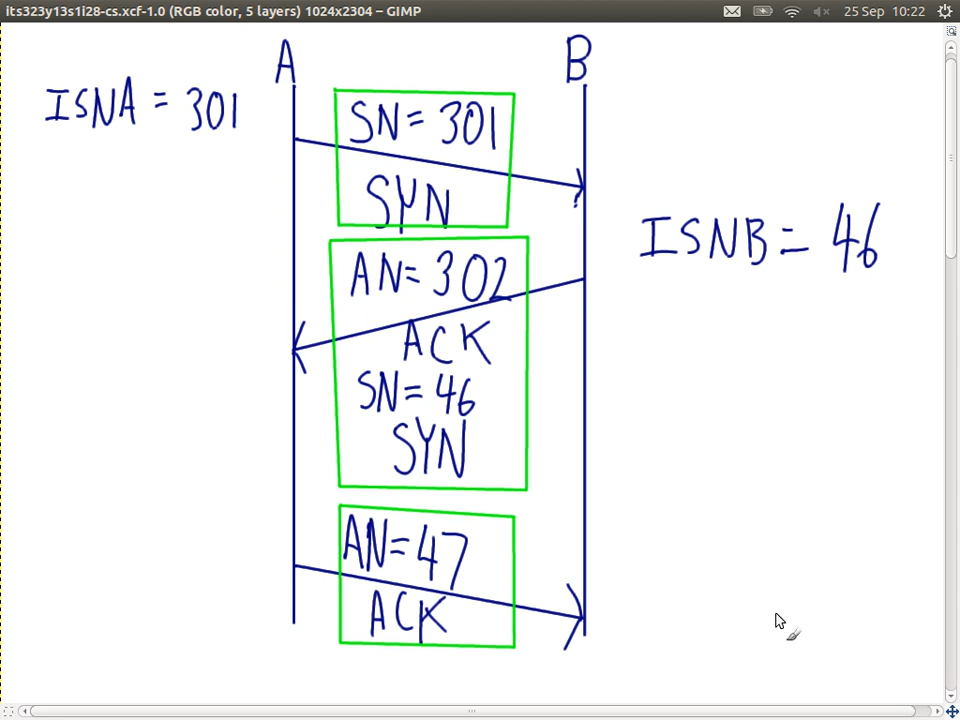 its323y13s1i28-cs.xcf-1.0 (RGB color, 5 layers) 1024x2304 – GIMP
25 Sep 10:22
A
B
ISNA = 301
SN = 301
SYN
ISNB = 46
AN = 302
ACK
SN = 46
SYN
AN = 47
ACK